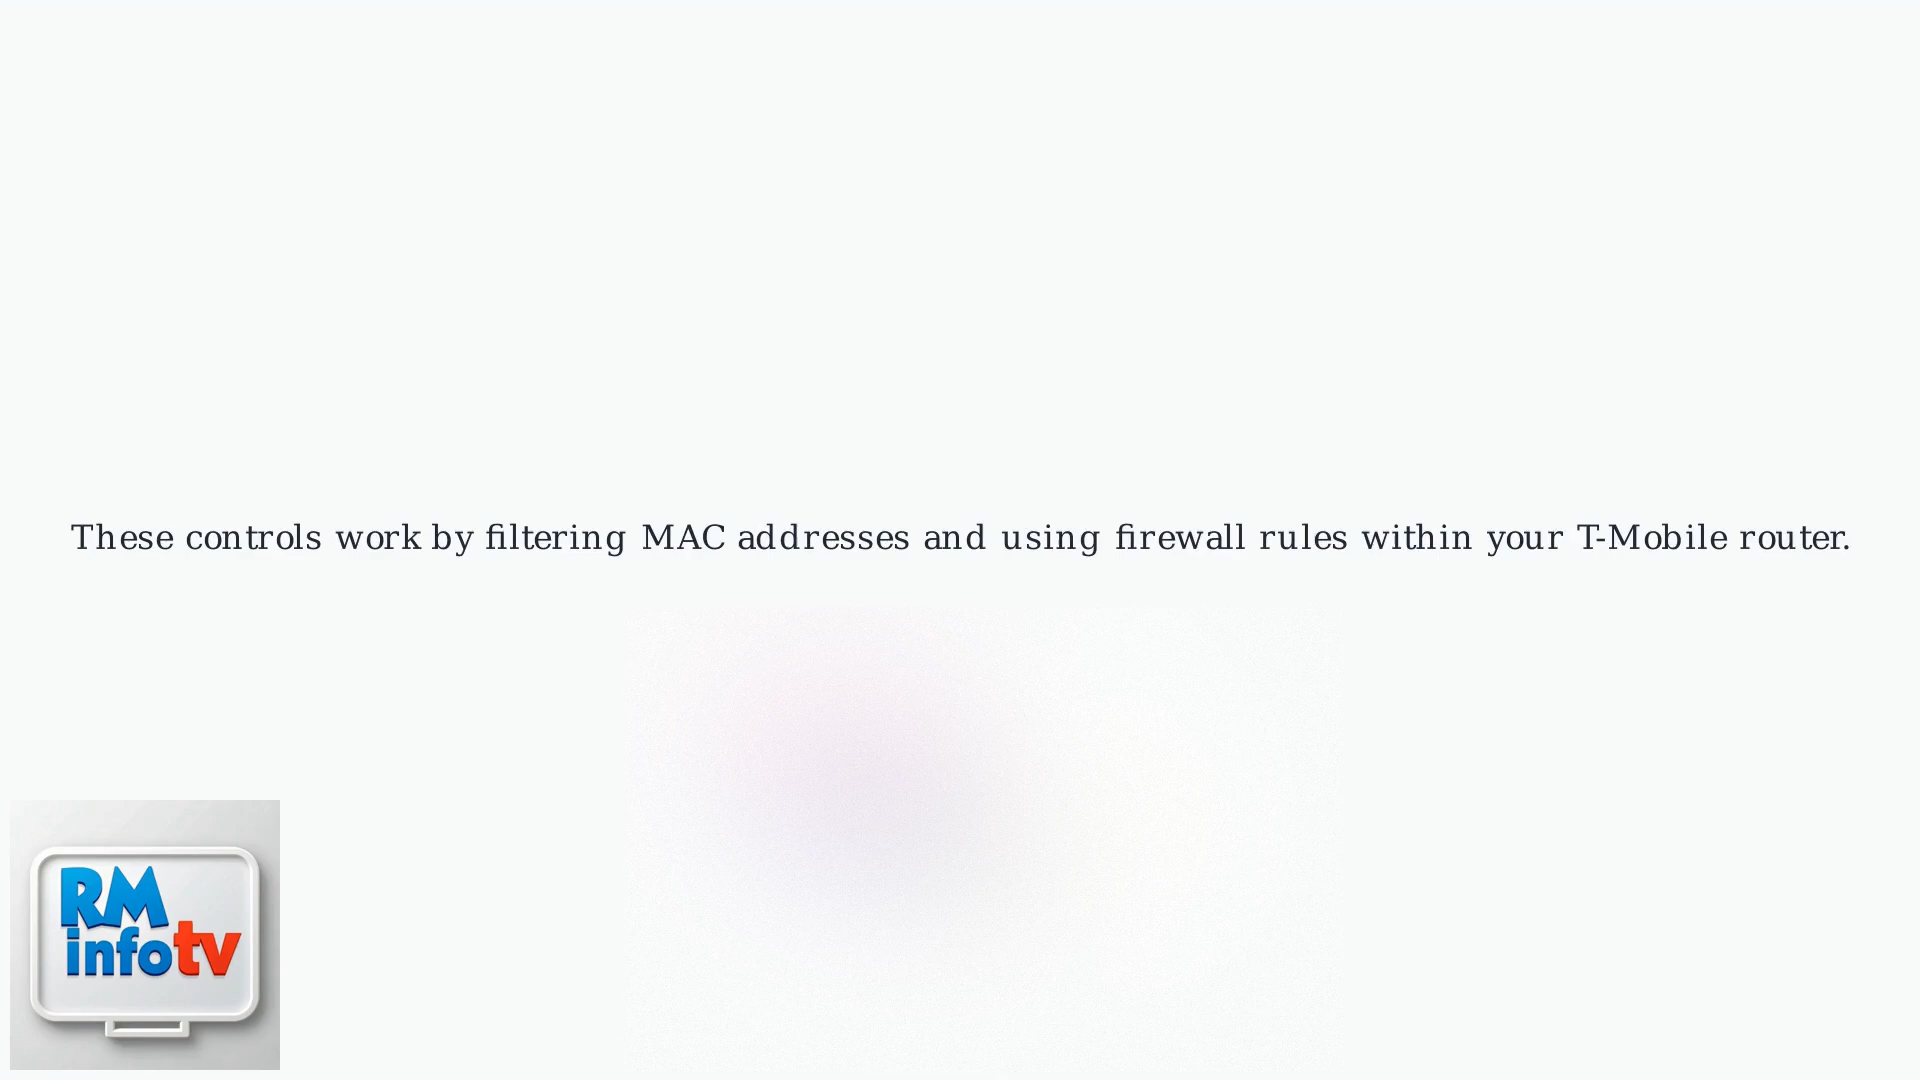 These controls work by filtering MAC addresses and using firewall rules within your T-Mobile router.
RM
infotv